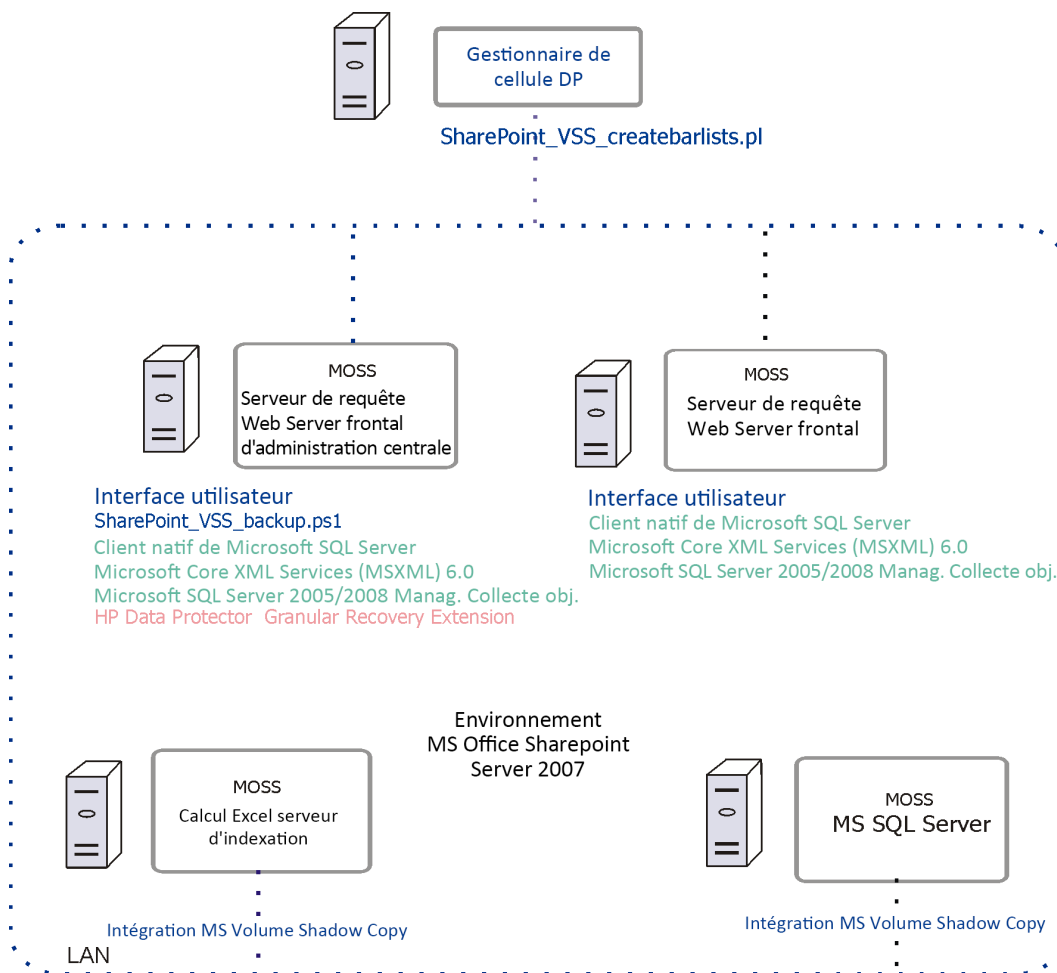 Gestionnaire de
cellule DP
SharePoint_VSS_createbarlists.pl
MOSS
Serveur de requête
Web Server frontal
d'administration centrale
MOSS
Serveur de requête
Web Server frontal
Interface utilisateur
SharePoint_VSS_backup.ps1
Client natif de Microsoft SQL Server
Microsoft Core XML Services (MSXML) 6.0
Microsoft SQL Server 2005/2008 Manag. Collecte obj.
HP Data Protector Granular Recovery Extension
Interface utilisateur
Client natif de Microsoft SQL Server
Microsoft Core XML Services (MSXML) 6.0
Microsoft SQL Server 2005/2008 Manag. Collecte obj.
Environnement
MS Office Sharepoint
Server 2007
MOSS
Calcul Excel serveur
d'indexation
MOSS
MS SQL Server
Intégration MS Volume Shadow Copy
Intégration MS Volume Shadow Copy
LAN